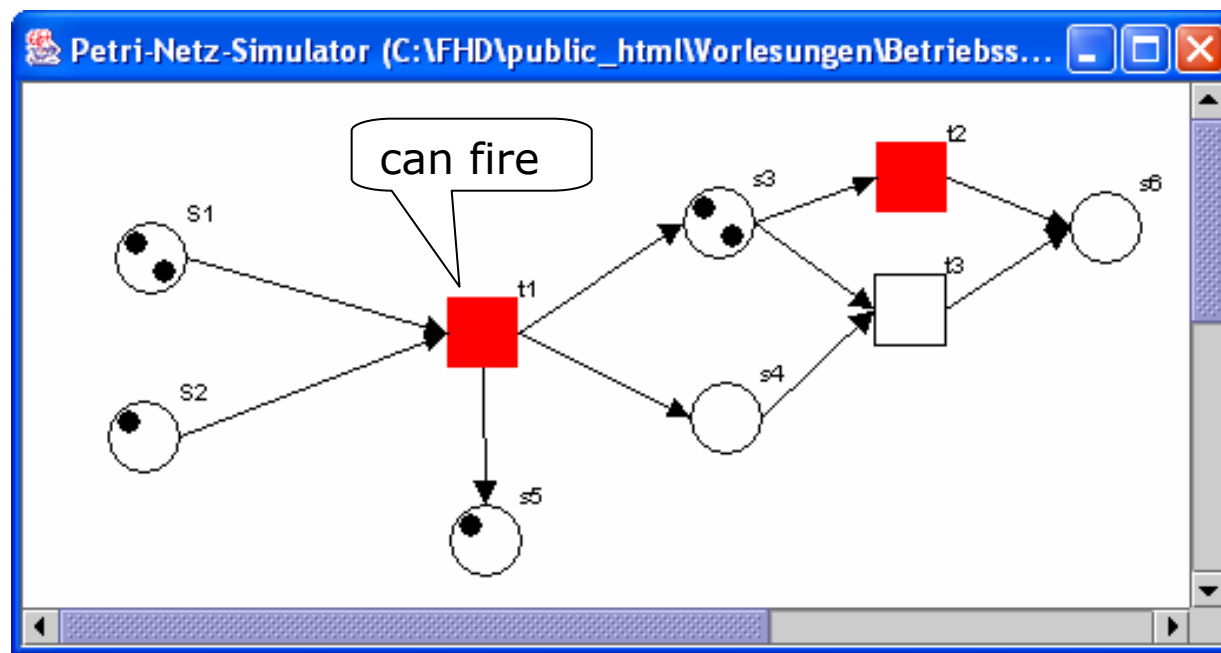 Petri-Netz-Simulator (C:\FHD\public_html\Vorlesungen\Betriebss...
can fire
t2
s3
s6
S1
t3
t1
s4
S2
s5